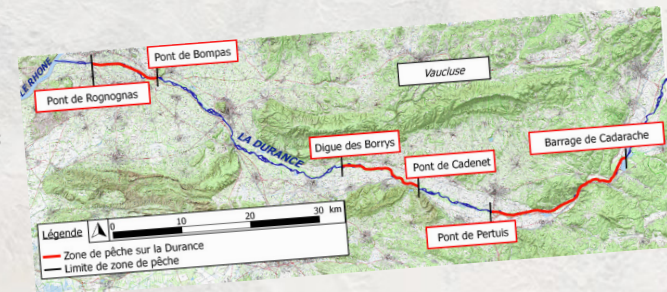 Pont de Bompas
LE RHONE
Vaucluse
Pont de Rognognas
LA DURANCE
Digue des Borrys
Barrage de Cadarache
Pont de Cadenet
Pont de Pertuis
Légende
0 10 20 30 km
Zone de pêche sur la Durance
Limite de zone de pêche